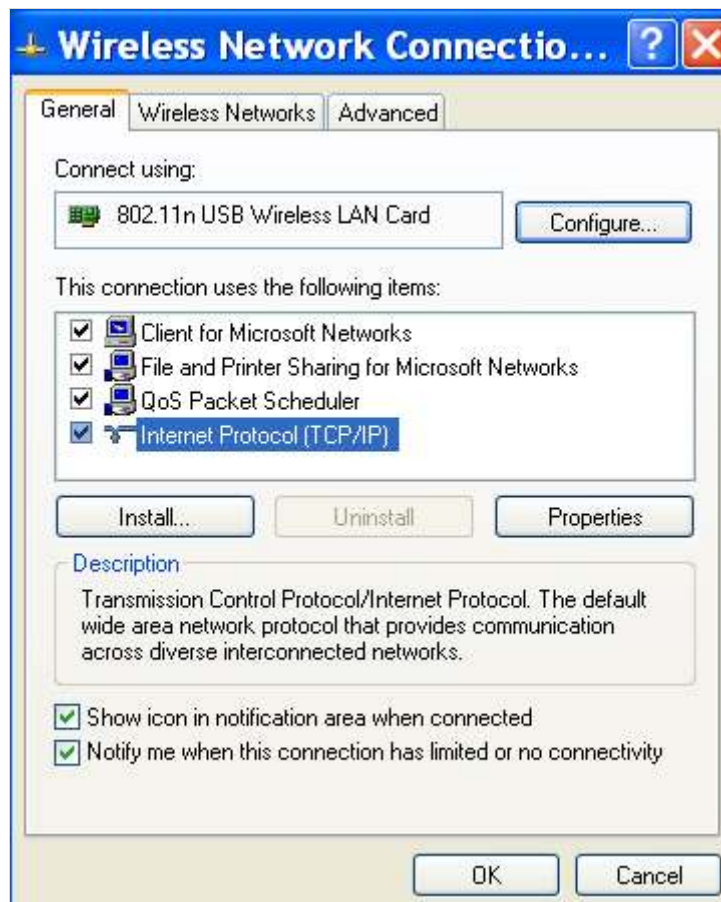 Wireless Network Connectio...
General
Wireless Networks
Advanced
Connect using:
802.11n USB Wireless LAN Card
Configure...
This connection uses the following items:
Client for Microsoft Networks
File and Printer Sharing for Microsoft Networks
QoS Packet Scheduler
Internet Protocol (TCP/IP)
Install...
Uninstall
Properties
Description
Transmission Control Protocol/Internet Protocol. The default
wide area network protocol that provides communication
across diverse interconnected networks.
Show icon in notification area when connected
Notify me when this connection has limited or no connectivity
OK
Cancel